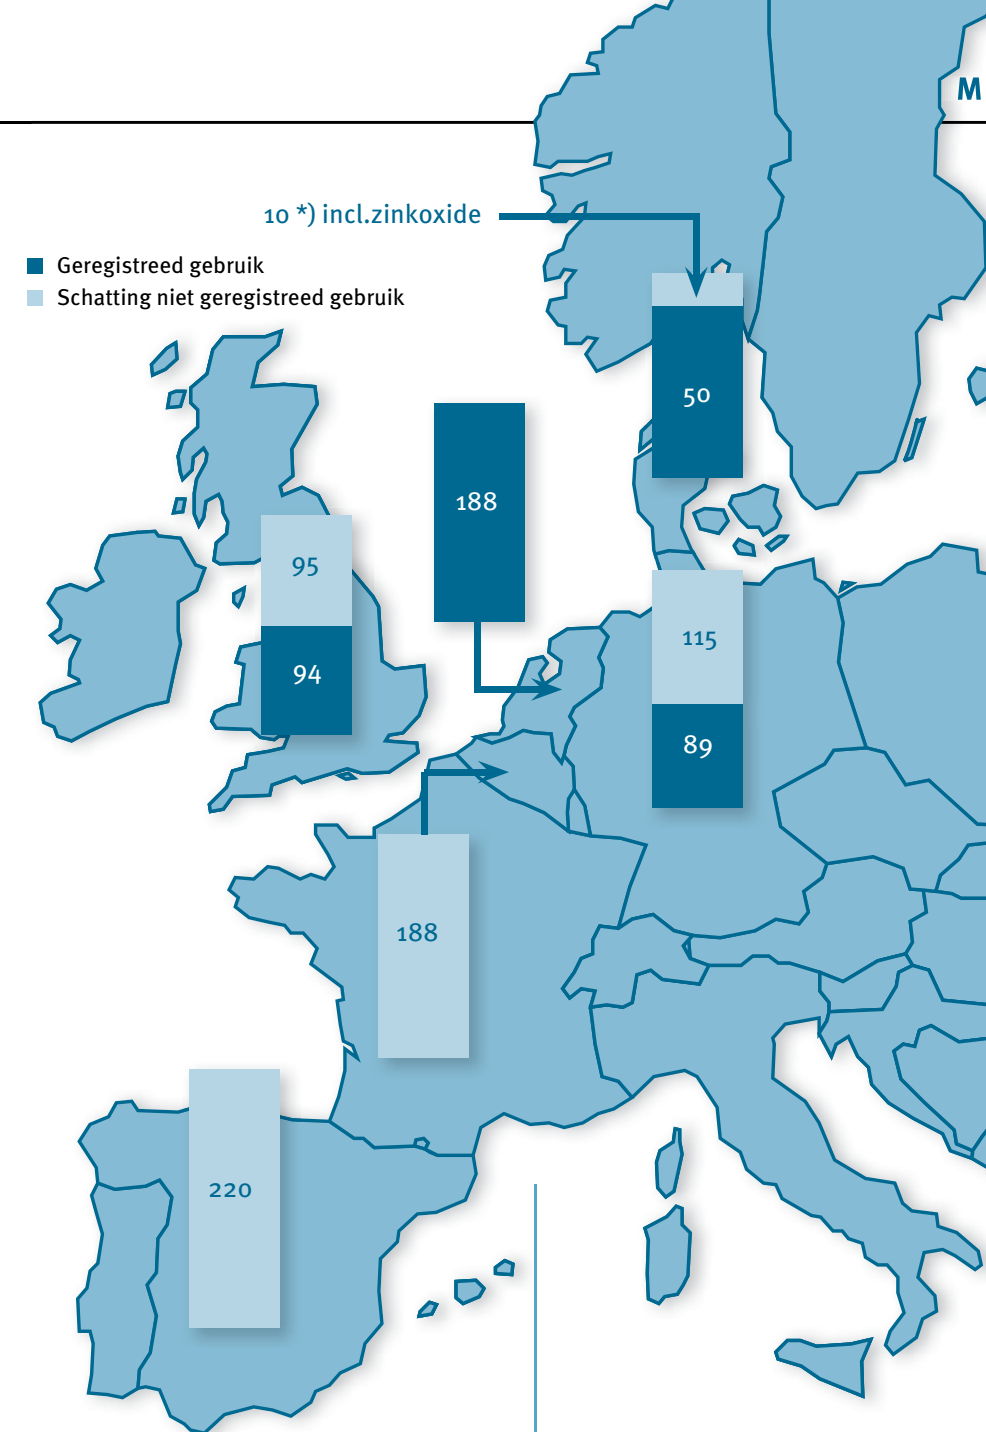 M
10 *) incl.zinkoxide
Geregistreed gebruik
Schatting niet geregistreed gebruik
50
188
95
94
115
89
188
220